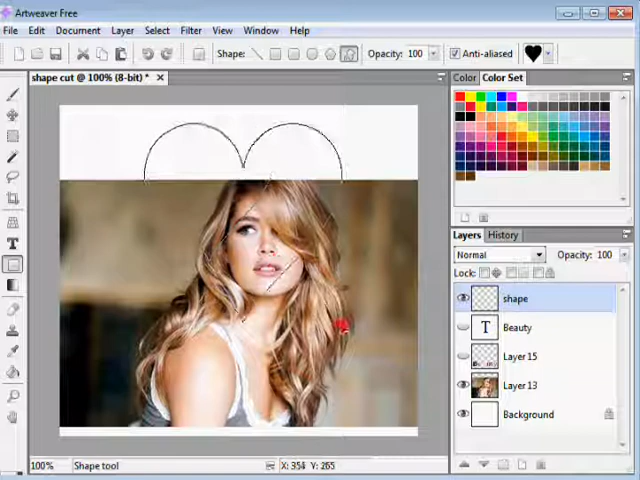 Artweaver Free
File Edit Document Layer Select Filter View Window Help
Shape: Opacity: 100 Anti-aliased
shape cut @ 100% (8-bit) *
Color Color Set
Layers History
Normal Opacity: 100
Lock:
shape
T Beauty
Layer 15
Layer 13
Background
100% Shape tool X: 354 Y: 265